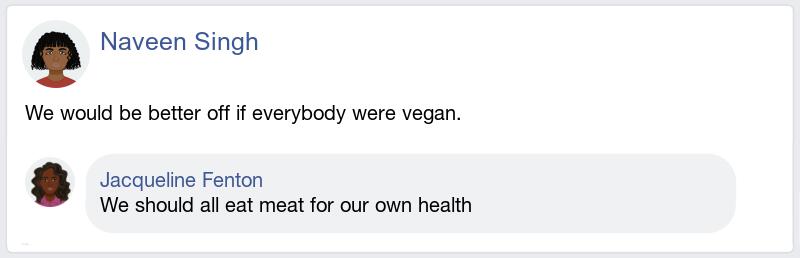 Naveen Singh
We would be better off if everybody were vegan.
Jacqueline Fenton
We should all eat meat for our own health